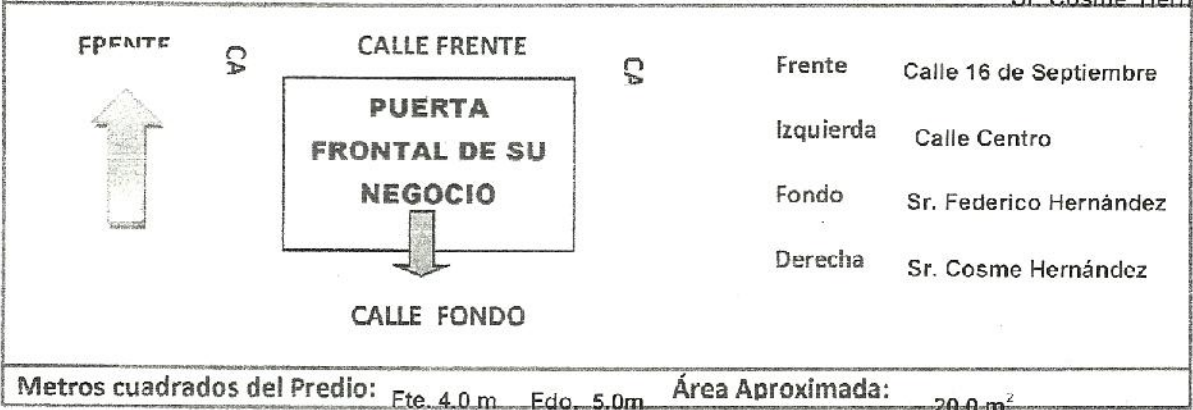 Sr. Cosme
FRENTE
CA
CALLE FRENTE
CA
PUERTA
FRONTAL DE SU
NEGOCIO
CALLE FONDO
Frente Calle 16 de Septiembre
Izquierda Calle Centro
Fondo Sr. Federico Hernández
Derecha Sr. Cosme Hernández
Metros cuadrados del Predio: Fte. 4.0 m Fdo. 5.0m Área Aproximada: 20.0 m²